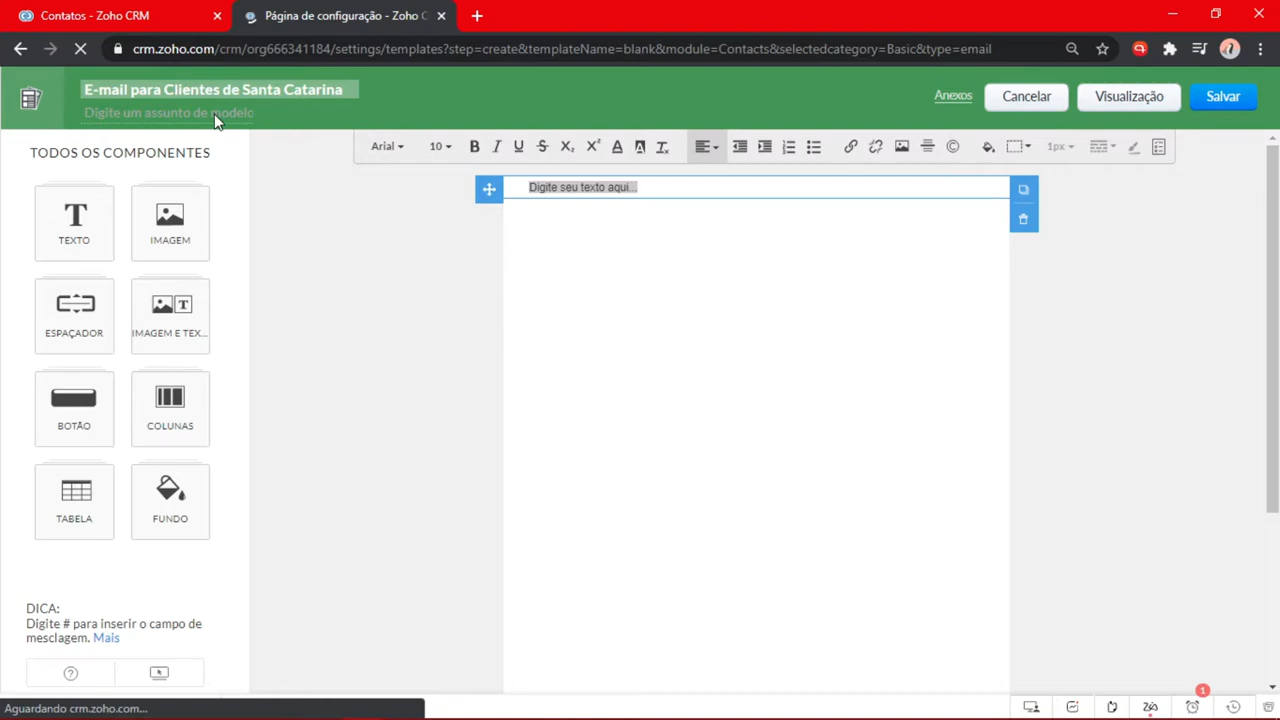 Contatos - Zoho CRM
Página de configuração - Zoho C
crm.zoho.com/crm/org666341184/settings/templates?step=create&templateName=blank&module=Contacts&selectedcategory=Basic&type=email
E-mail para Clientes de Santa Catarina
Digite um assunto de modelo
Anexos
Cancelar
Visualização
Salvar
TODOS OS COMPONENTES
Arial
10
1px
Digite seu texto aqui...
TEXTO
IMAGEM
ESPAÇADOR
IMAGEM E TEX...
BOTÃO
COLUNAS
TABELA
FUNDO
DICA:
Digite # para inserir o campo de
mesclagem. Mais
Aguardando crm.zoho.com...
1